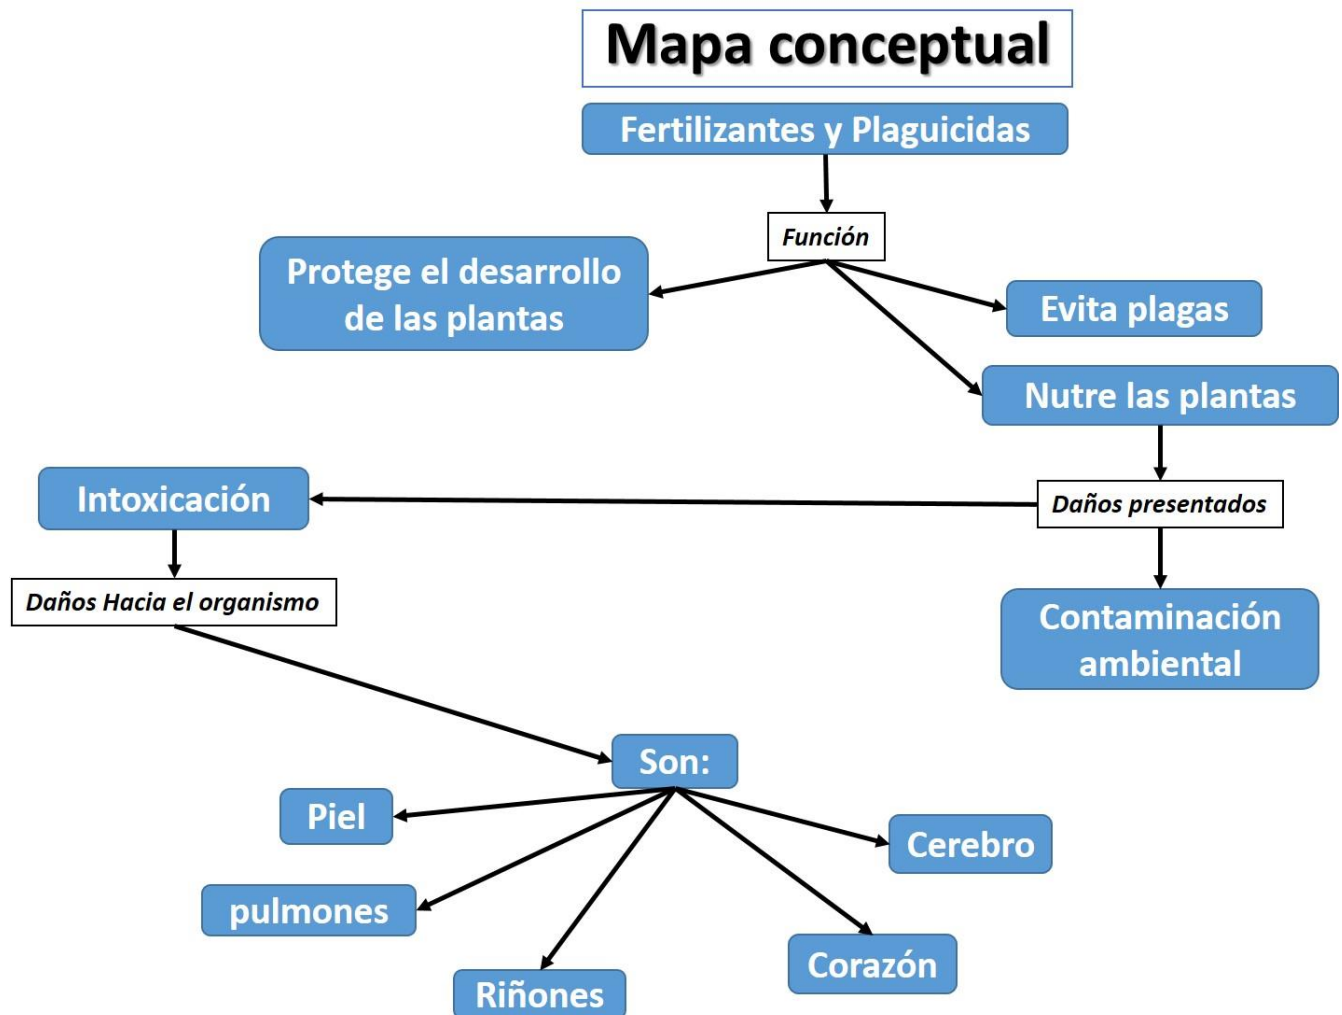 Mapa conceptual
Fertilizantes y Plaguicidas
Función
Protege el desarrollo
de las plantas
Evita plagas
Nutre las plantas
Intoxicación
Daños presentados
Daños Hacia el organismo
Contaminación
ambiental
Son:
Piel
Cerebro
pulmones
Corazón
Riñones